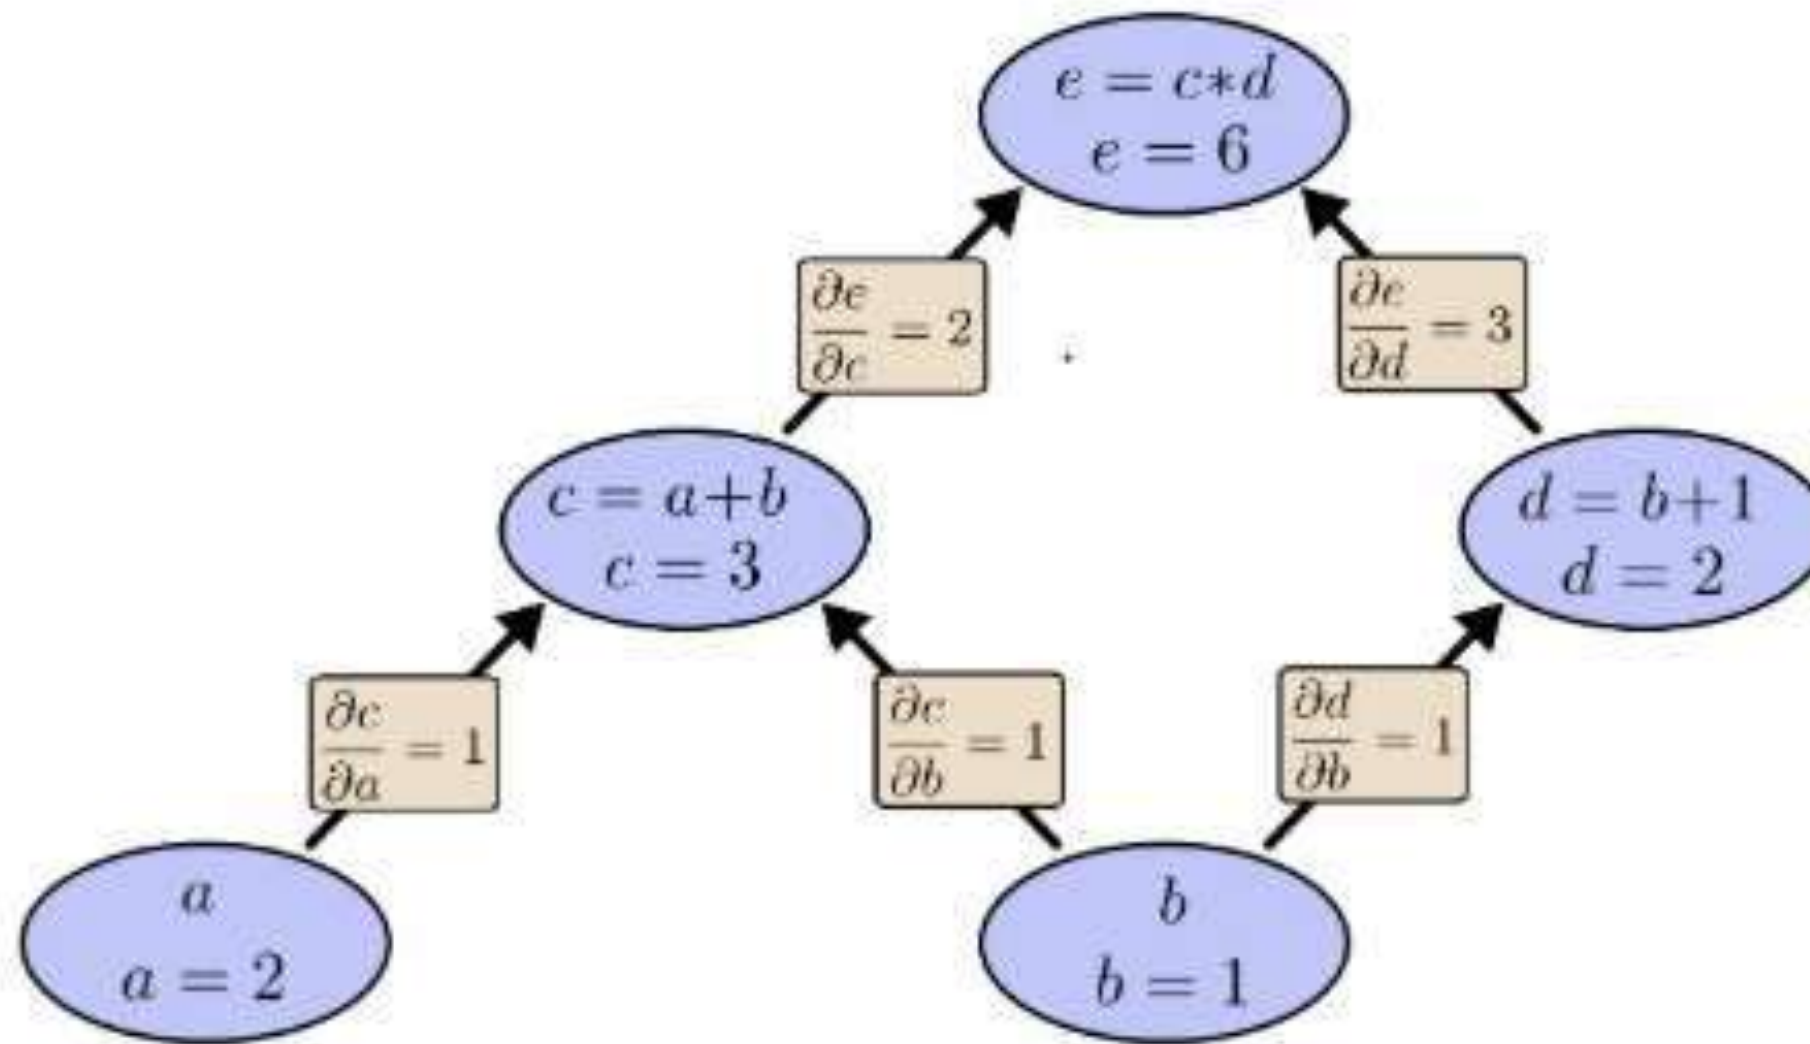 e = c*d
e = 6
∂e/∂c = 2
∂e/∂d = 3
c = a+b
c = 3
d = b+1
d = 2
∂c/∂a = 1
∂c/∂b = 1
∂d/∂b = 1
a
a = 2
b
b = 1